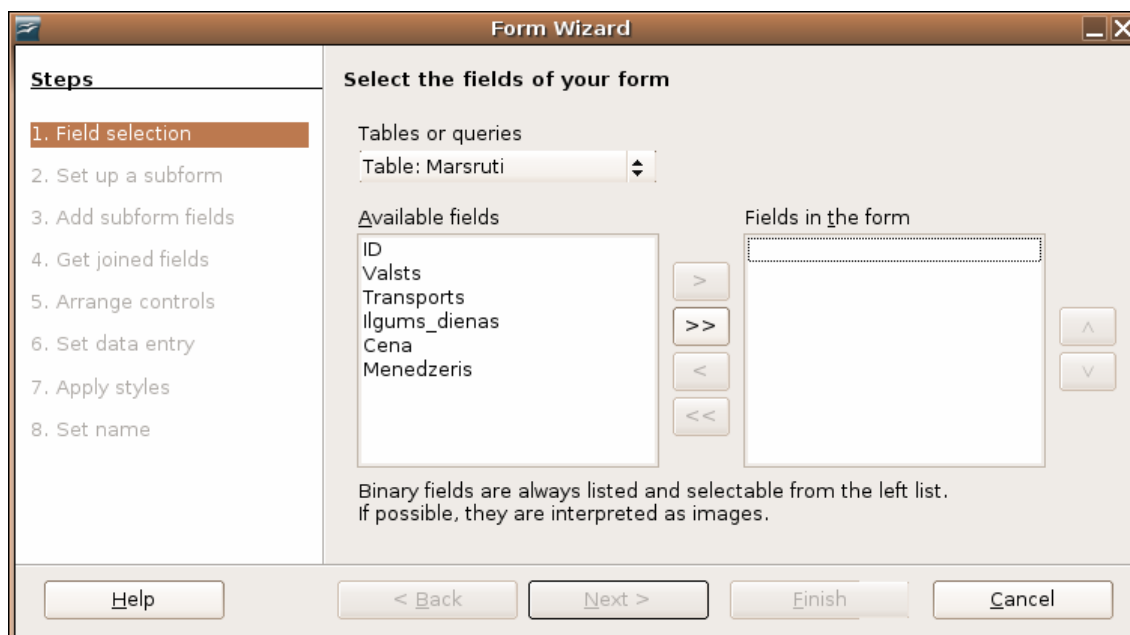 Form Wizard
Steps
1. Field selection
2. Set up a subform
3. Add subform fields
4. Get joined fields
5. Arrange controls
6. Set data entry
7. Apply styles
8. Set name
Select the fields of your form
Tables or queries
Table: Marsruti
Available fields
ID
Valsts
Transports
Ilgums_dienas
Cena
Menedzeris
>
>>
<
<<
Fields in the form
^
v
Binary fields are always listed and selectable from the left list.
If possible, they are interpreted as images.
Help
< Back
Next >
Finish
Cancel